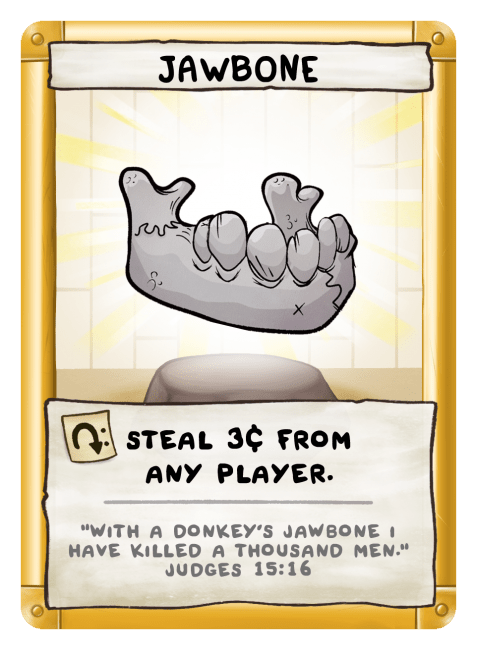 JAWBONE
: STEAL 3¢ FROM
ANY PLAYER.
"WITH A DONKEY'S JAWBONE I
HAVE KILLED A THOUSAND MEN."
JUDGES 15:16